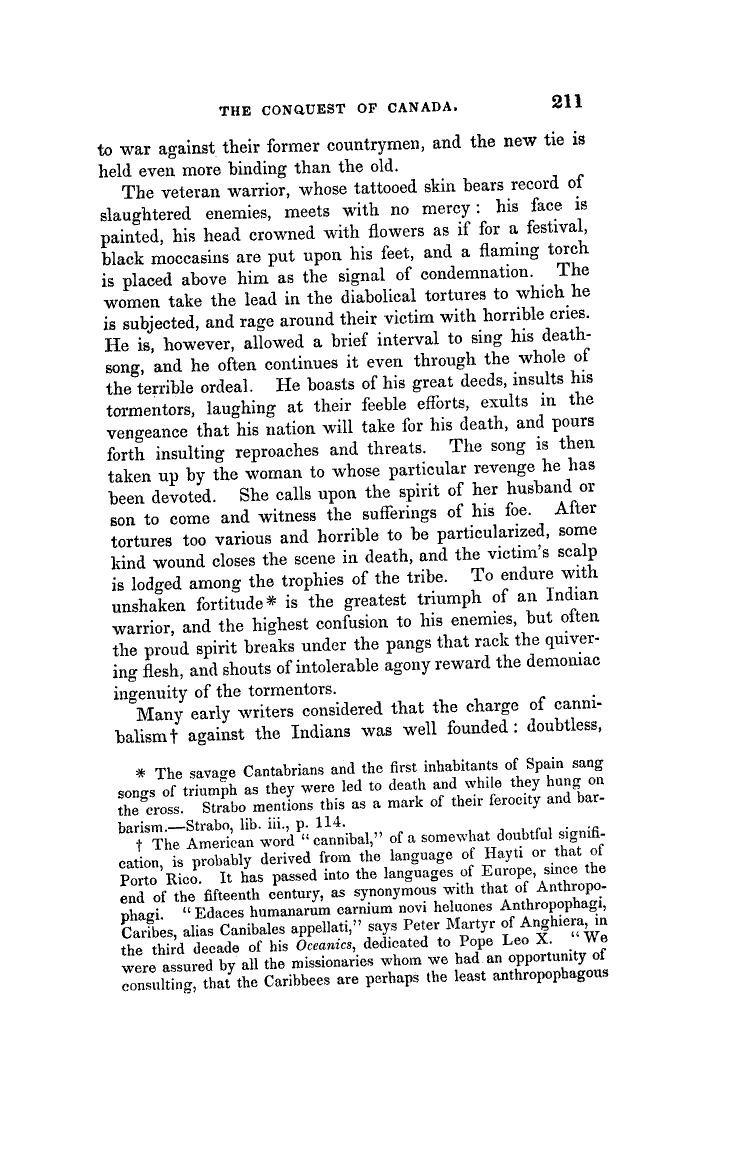 THE CONQUEST OF CANADA. 211
to war against their former countrymen, and the new tie is
held even more binding than the old.
The veteran warrior, whose tattooed skin bears record of
slaughtered enemies, meets with no mercy: his face is
painted, his head crowned with flowers as if for a festival,
black moccasins are put upon his feet, and a flaming torch
is placed above him as the signal of condemnation. The
women take the lead in the diabolical tortures to which he
is subjected, and rage around their victim with horrible cries.
He is, however, allowed a brief interval to sing his death-
song, and he often continues it even through the whole of
the terrible ordeal. He boasts of his great deeds, insults his
tormentors, laughing at their feeble efforts, exults in the
vengeance that his nation will take for his death, and pours
forth insulting reproaches and threats. The song is then
taken up by the woman to whose particular revenge he has
been devoted. She calls upon the spirit of her husband or
son to come and witness the sufferings of his foe. After
tortures too various and horrible to be particularized, some
kind wound closes the scene in death, and the victim's scalp
is lodged among the trophies of the tribe. To endure with
unshaken fortitude* is the greatest triumph of an Indian
warrior, and the highest confusion to his enemies, but often
the proud spirit breaks under the pangs that rack the quiver-
ing flesh, and shouts of intolerable agony reward the demoniac
ingenuity of the tormentors.
Many early writers considered that the charge of canni-
balism† against the Indians was well founded: doubtless,
* The savage Cantabrians and the first inhabitants of Spain sang
songs of triumph as they were led to death and while they hung on
the cross. Strabo mentions this as a mark of their ferocity and bar-
barism.—Strabo, lib. iii., p. 114.
† The American word "cannibal," of a somewhat doubtful signifi-
cation, is probably derived from the language of Hayti or that of
Porto Rico. It has passed into the languages of Europe, since the
end of the fifteenth century, as synonymous with that of Anthropo-
phagi. "Edaces humanarum carnium novi heluones Anthropophagi,
Caribes, alias Canibales appellati," says Peter Martyr of Anghiera, in
the third decade of his Oceanics, dedicated to Pope Leo X. "We
were assured by all the missionaries whom we had an opportunity of
consulting, that the Caribbees are perhaps the least anthropophagous